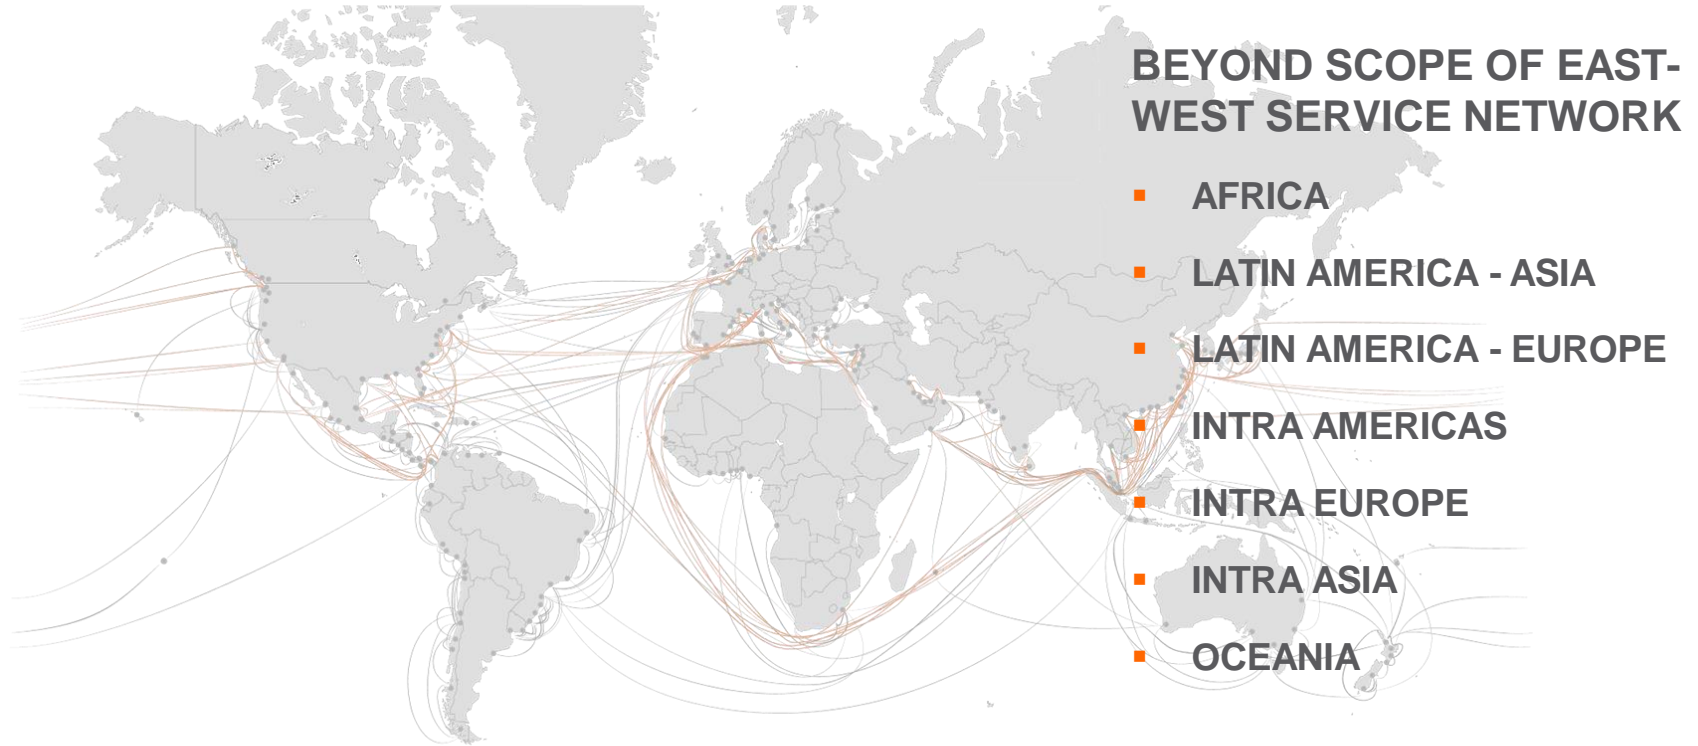 BEYOND SCOPE OF EAST-
WEST SERVICE NETWORK
▪ AFRICA
▪ LATIN AMERICA - ASIA
▪ LATIN AMERICA - EUROPE
▪ INTRA AMERICAS
▪ INTRA EUROPE
▪ INTRA ASIA
▪ OCEANIA